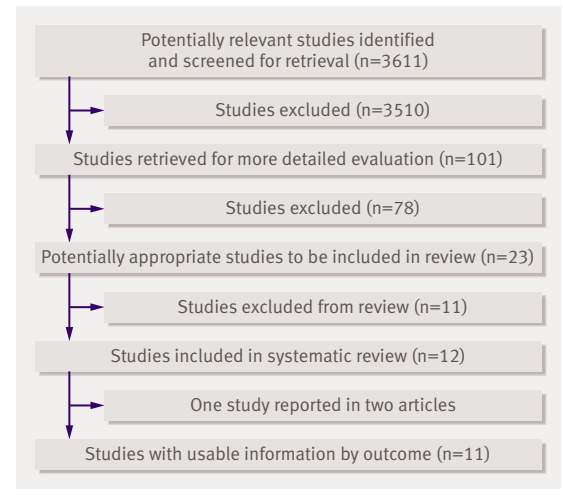 Potentially relevant studies identified
and screened for retrieval (n=3611)
Studies excluded (n=3510)
Studies retrieved for more detailed evaluation (n=101)
Studies excluded (n=78)
Potentially appropriate studies to be included in review (n=23)
Studies excluded from review (n=11)
Studies included in systematic review (n=12)
One study reported in two articles
Studies with usable information by outcome (n=11)